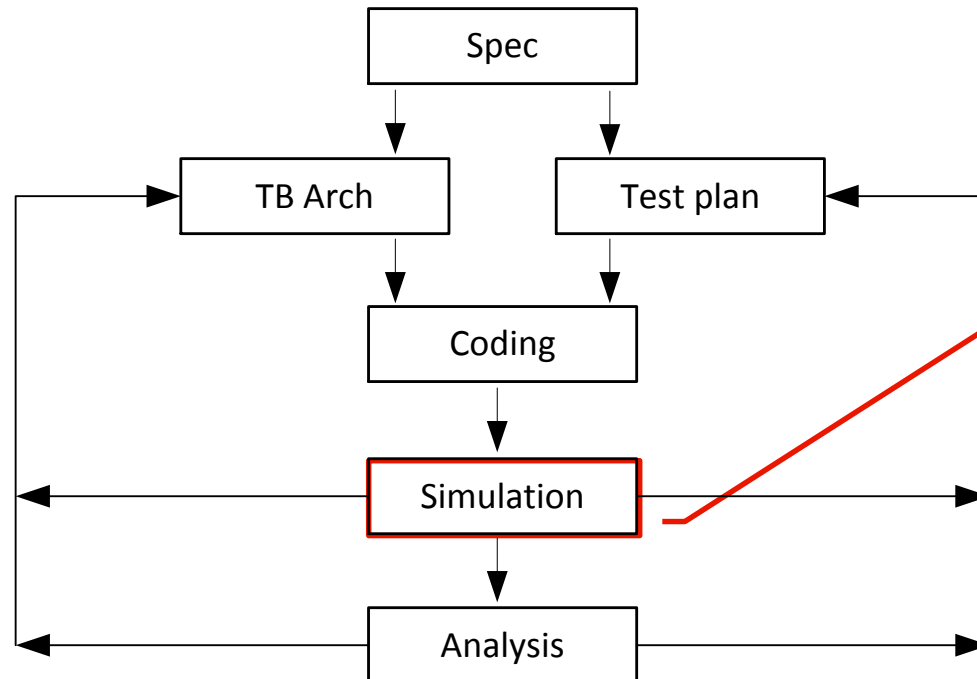 Spec
TB Arch
Test plan
Coding
Simulation
Analysis